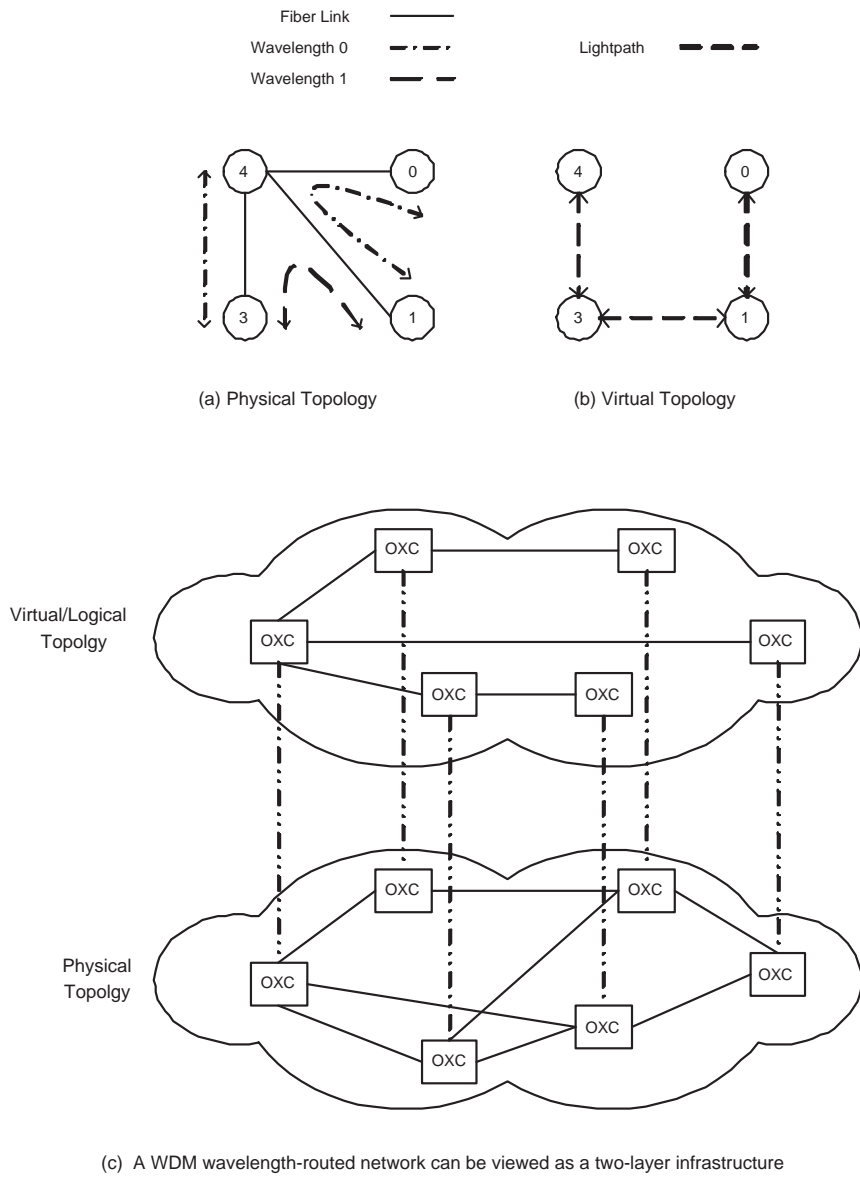 Fiber Link
Wavelength 0
Lightpath
Wavelength 1
4
0
4
0
3
1
3
1
(a) Physical Topology
(b) Virtual Topology
OXC
OXC
Virtual/Logical
Topolgy
OXC
OXC
OXC
OXC
OXC
OXC
Physical
Topolgy
OXC
OXC
OXC
OXC
(c) A WDM wavelength-routed network can be viewed as a two-layer infrastructure